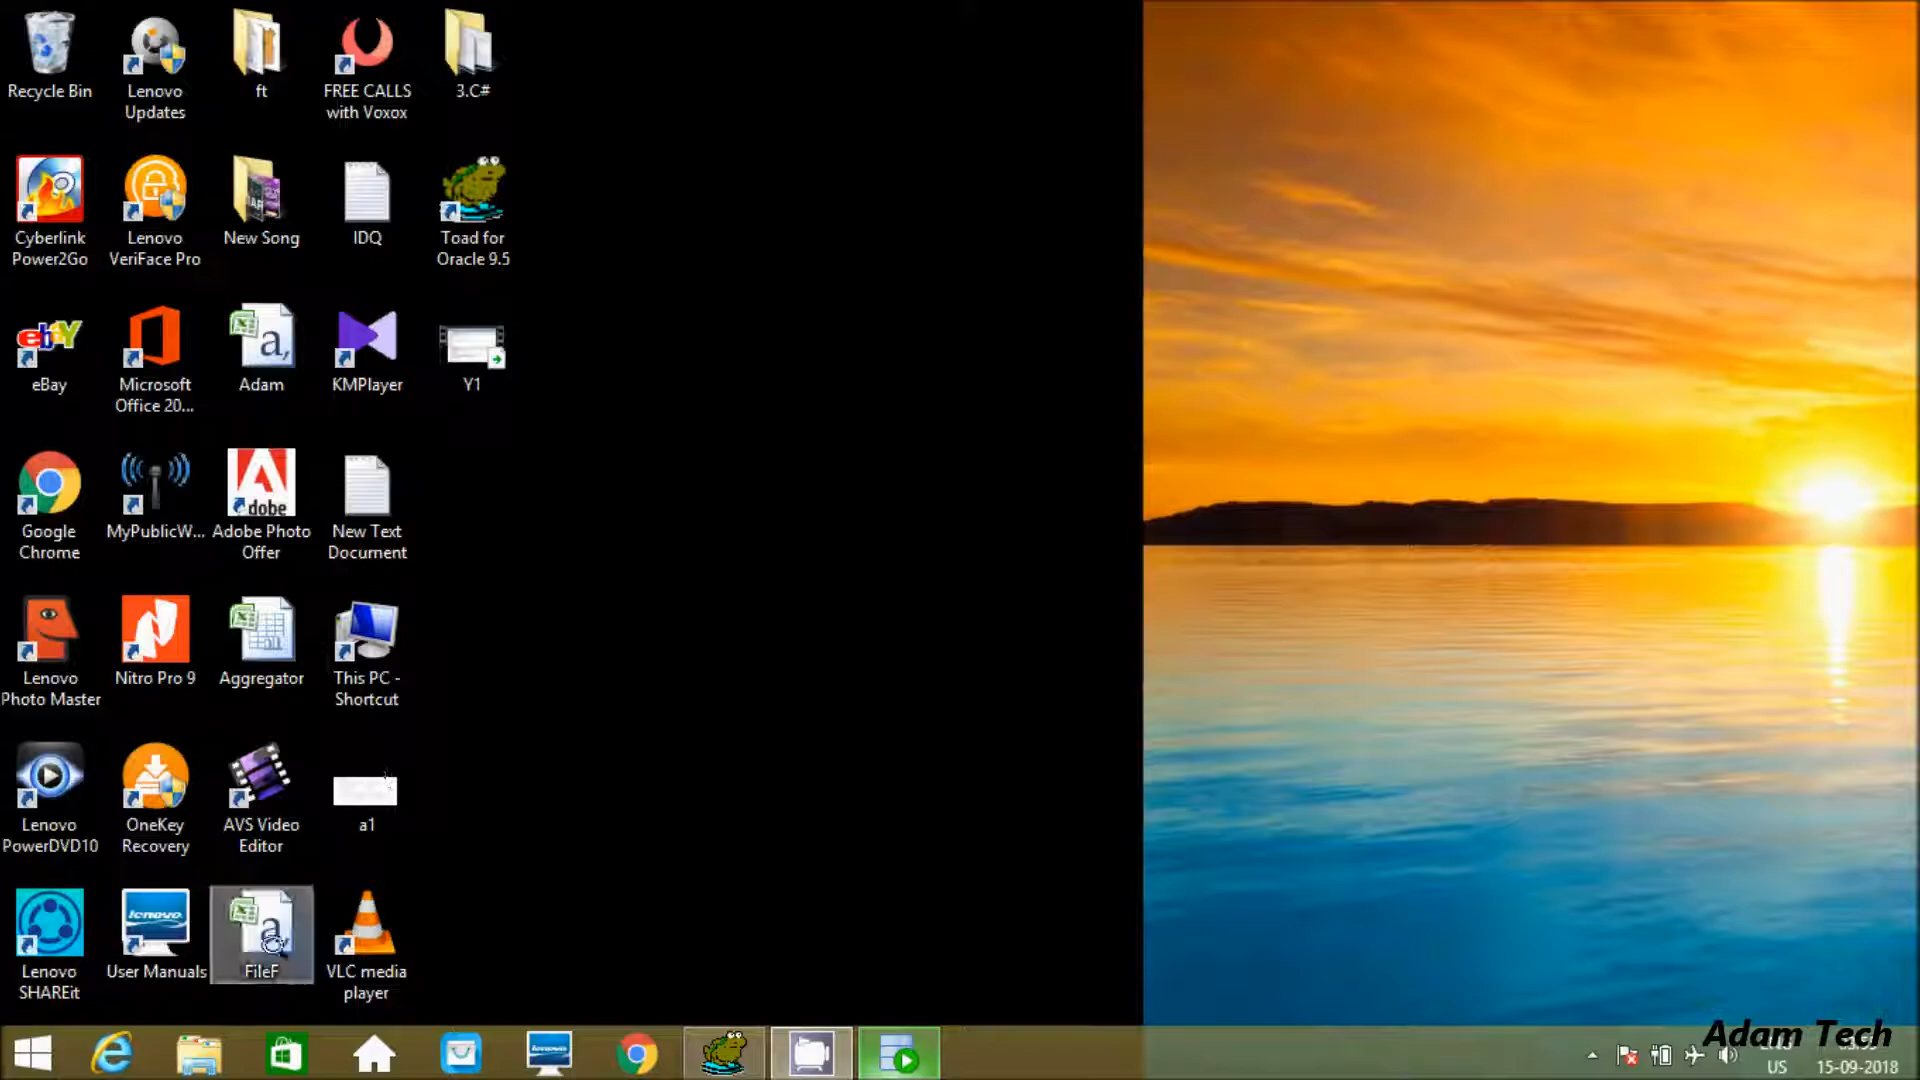 Recycle Bin
Lenovo
Updates
ft
FREE CALLS
with Voxox
3.C#
Cyberlink
Power2Go
Lenovo
VeriFace Pro
New Song
IDQ
Toad for
Oracle 9.5
ebay
eBay
Microsoft
Office 20...
a,
Adam
KMPlayer
Y1
Google
Chrome
MyPublicW...
Adobe
Adobe Photo
Offer
New Text
Document
Lenovo
Photo Master
Nitro Pro 9
Aggregator
This PC -
Shortcut
Lenovo
PowerDVD10
OneKey
Recovery
AVS Video
Editor
a1
Lenovo
SHAREit
lenovo
User Manuals
a
FileF
VLC media
player
Adam Tech
US
15-09-2018